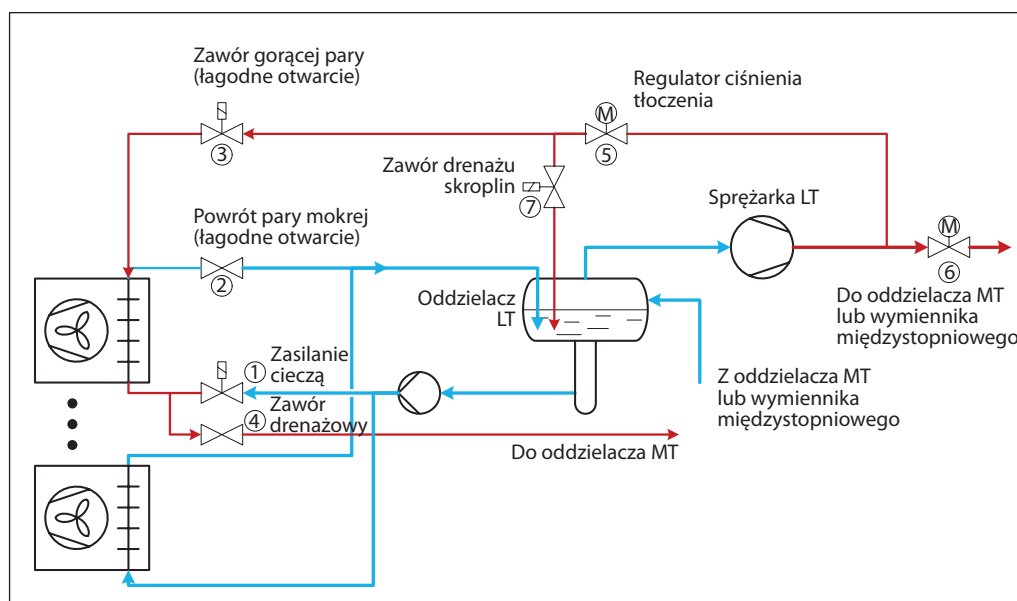 Zawór gorącej pary
(łagodne otwarcie)
③
Regulator ciśnienia
tłoczenia
M
⑤
Zawór drenażu
skroplin
⑦
Sprężarka LT
M
⑥
Do oddzielacza MT
lub wymiennika
międzystopniowego
Powrót pary mokrej
(łagodne otwarcie)
②
Oddzielacz
LT
① Zasilanie
cieczą
④ Zawór
drenażowy
Z oddzielacza MT
lub wymiennika
międzystopniowego
Do oddzielacza MT